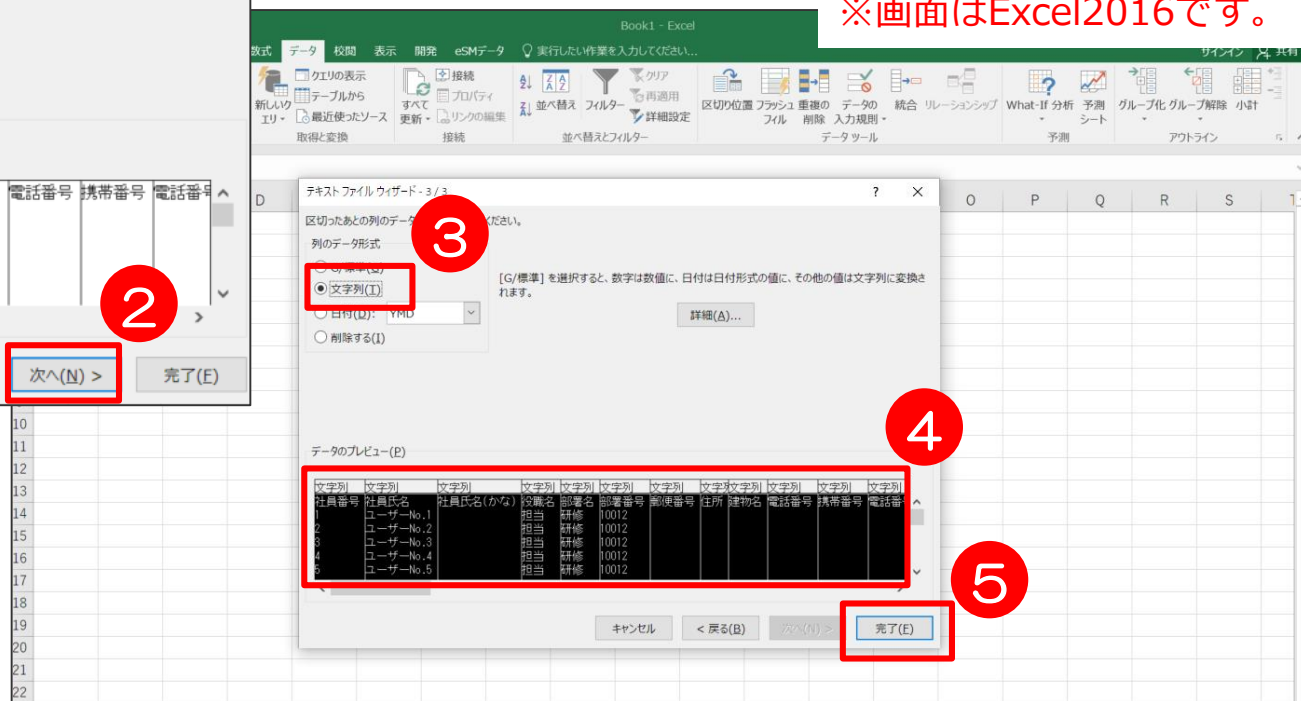 ※画面はExcel2016です。
Book1 - Excel
数式 データ 校閲 表示 開発 eSMデータ 実行したい作業を入力してください... サインイン 共有
クエリの表示
テーブルから
最近使ったソース
新しいクエリ
取得と変換
すべて更新
接続
プロパティ
リンクの編集
接続
並べ替え
フィルター
クリア
再適用
詳細設定
並べ替えとフィルター
区切り位置
フラッシュフィル
重複の削除
データの入力規則
統合
リレーションシップ
データ ツール
What-If 分析
予測シート
予測
グループ化
グループ解除
小計
アウトライン
電話番号 携帯番号 電話番号
2
次へ(N) >
完了(F)
D O P Q R S T
テキスト ファイル ウィザード - 3 / 3 ? ×
区切ったあとの列のデータ ください。
3
列のデータ形式
G/標準(G)
文字列(T)
日付(D): YMD
削除する(I)
[G/標準] を選択すると、数字は数値に、日付は日付形式の値に、その他の値は文字列に変換さ
れます。
詳細(A)...
4
データのプレビュー(P)
文字列 文字列 文字列 文字列 文字列 文字列 文字列 文字列 文字列 文字列 文字列 文字列
社員番号 社員氏名 社員氏名(かな) 役職名 部署名 部署番号 郵便番号 住所 建物名 電話番号 携帯番号 電話番
1 ユーザーNo.1 担当 研修 10012
2 ユーザーNo.2 担当 研修 10012
3 ユーザーNo.3 担当 研修 10012
4 ユーザーNo.4 担当 研修 10012
5 ユーザーNo.5 担当 研修 10012
5
キャンセル < 戻る(B) 次へ(N) > 完了(F)
10
11
12
13
14
15
16
17
18
19
20
21
22